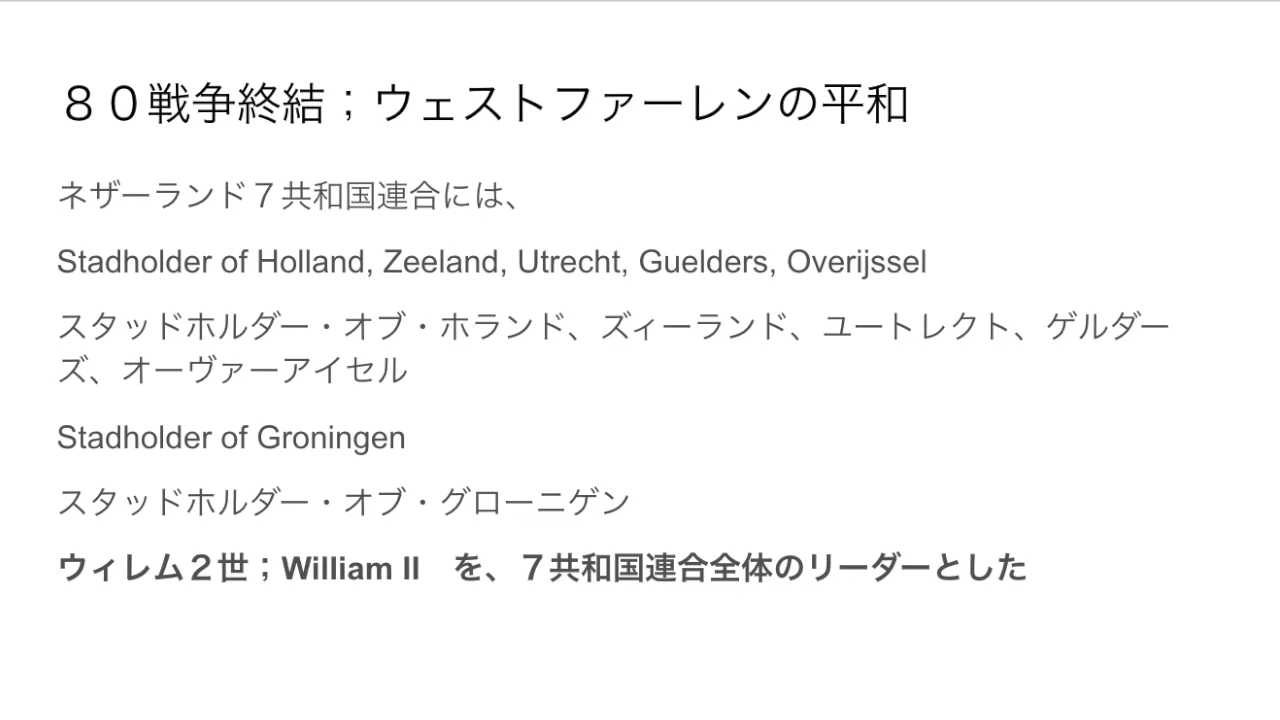 ８０戦争終結；ウェストファーレンの平和
ネザーランド７共和国連合には、
Stadholder of Holland, Zeeland, Utrecht, Guelders, Overijssel
スタッドホルダー・オブ・ホランド、ズィーランド、ユートレクト、ゲルダー
ズ、オーヴァーアイセル
Stadholder of Groningen
スタッドホルダー・オブ・グローニゲン
ウィレム２世；William II　を、７共和国連合全体のリーダーとした